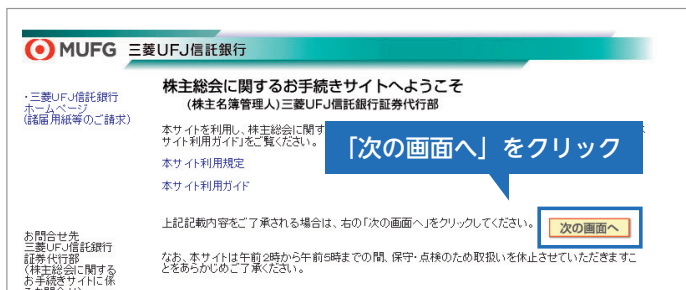 MUFG 三菱UFJ信託銀行
・三菱UFJ信託銀行
ホームページ
(諸届用紙等のご請求)
株主総会に関するお手続きサイトへようこそ
(株主名簿管理人)三菱UFJ信託銀行証券代行部
本サイトを利用し、株主総会に関す
サイト利用ガイド」をご覧ください。
「次の画面へ」をクリック
本サイト利用規定
本サイト利用ガイド
上記記載内容をご了承される場合は、右の「次の画面へ」をクリックしてください。
次の画面へ
なお、本サイトは午前2時から午前5時までの間、保守・点検のため取扱いを休止させていただきますこ
とをあらかじめご了承ください。
お問合せ先
三菱UFJ信託銀行
証券代行部
(株主総会に関する
お手続きサイトに係